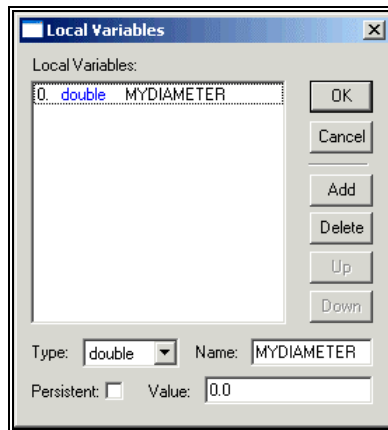 Local Variables
Local Variables:
0. double MYDIAMETER
OK
Cancel
Add
Delete
Up
Down
Type: double Name: MYDIAMETER
Persistent: Value: 0.0